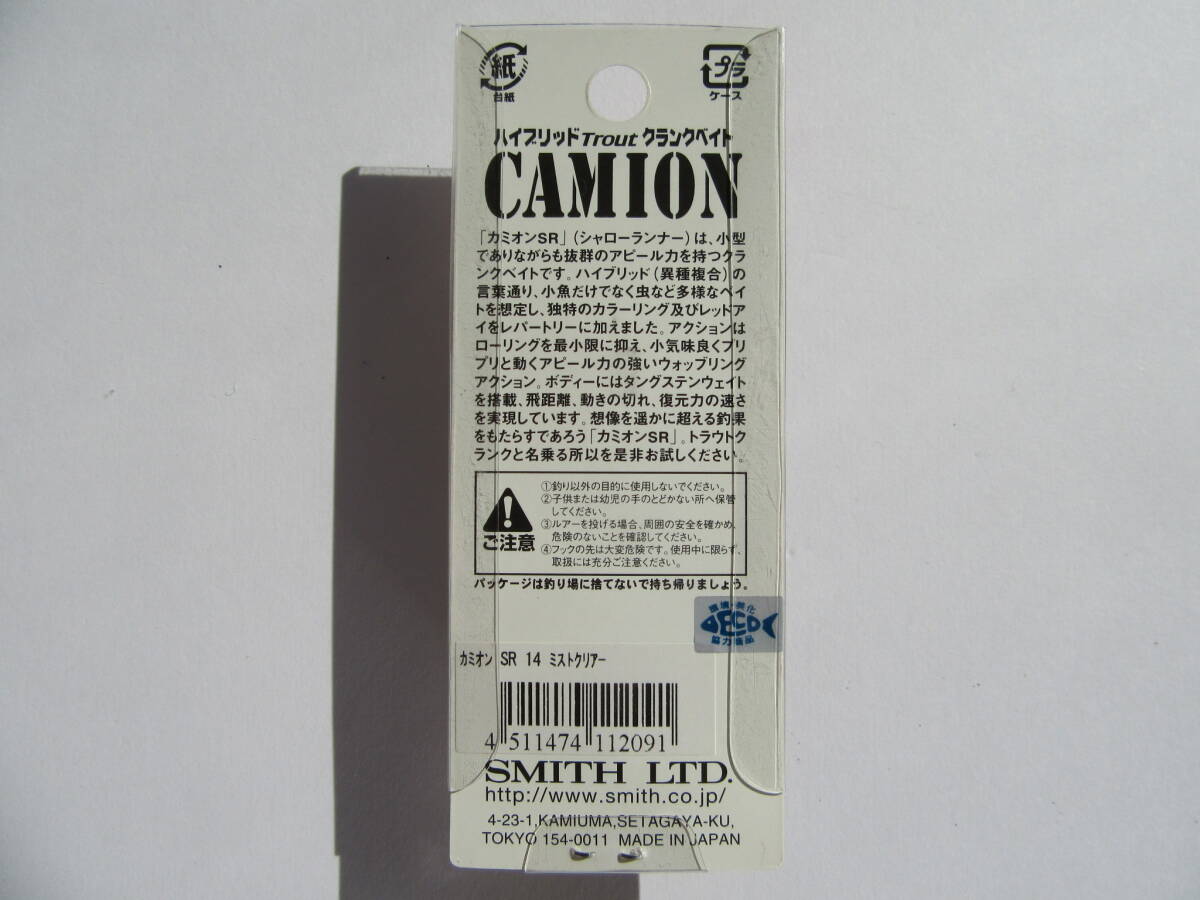 紙
台紙
プラ
ケース
ハイブリッドTrout クランクベイト
CAMION
「カミオンSR」(シャローランナー)は、小型
でありながらも抜群のアピール力を持つクラ
ンクベイトです。ハイブリッド(異種複合)の
言葉通り、小魚だけでなく虫など多様なベイ
トを想定し、独特のカラーリング及びレッドア
イをレパートリーに加えました。アクションは
ローリングを最小限に抑え、小気味良くプリ
プリと動くアピール力の強いウォッブリング
アクション。ボディーにはタングステンウェイト
を搭載、飛距離、動きの切れ、復元力の速さ
を実現しています。想像を遥かに超える釣果
をもたらすであろう「カミオンSR」。トラウトク
ランクと名乗る所以を是非お試しください。
ご注意
①釣り以外の目的に使用しないでください。
②子供または幼児の手のとどかない所へ保管
してください。
③ルアーを投げる場合、周囲の安全を確かめ、
危険のないことを確認してください。
④フックの先は大変危険です。使用中に限らず、
取扱には充分ご注意ください。
パッケージは釣り場に捨てないで持ち帰りましょう。
環境・美化
ECO
協力商品
カミオン SR 14 ミストクリアー
4 511474 112091
SMITH LTD.
http://www.smith.co.jp/
4-23-1,KAMIUMA,SETAGAYA-KU,
TOKYO 154-0011 MADE IN JAPAN